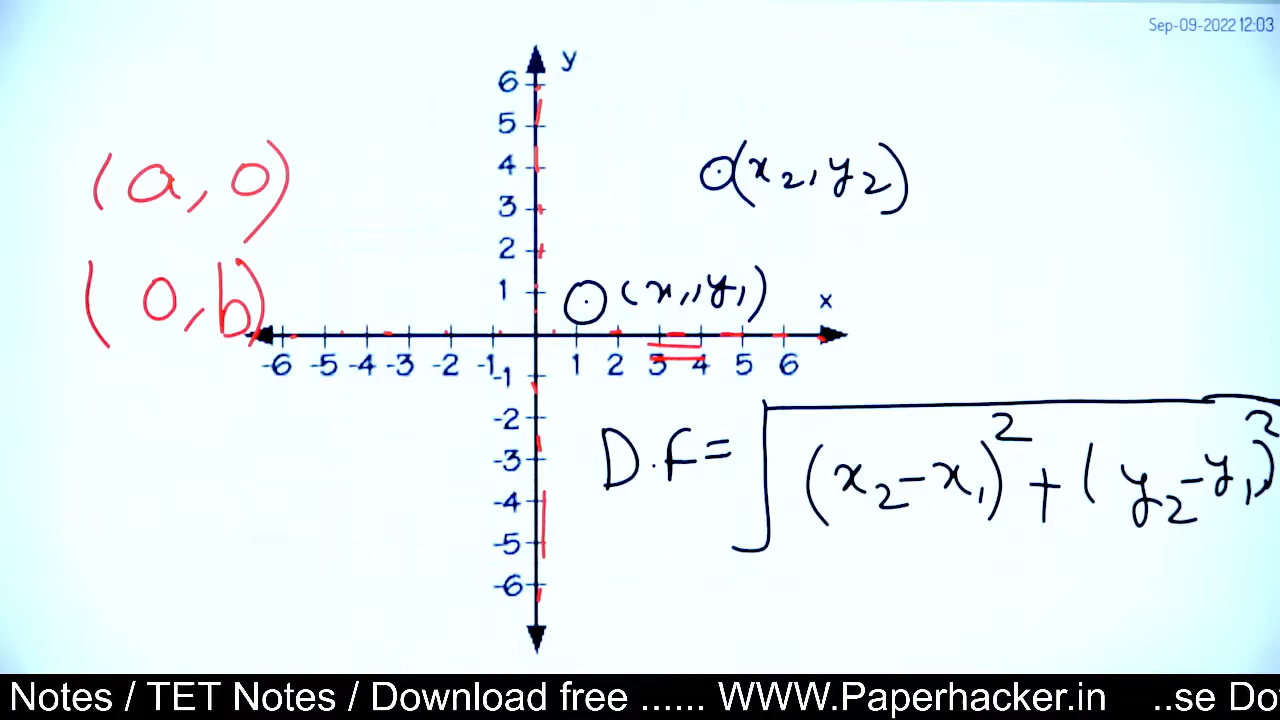 Sep-09-2022 12:03
y
6
5
4
3
2
1
(a, 0)
(0, b)
(x2, y2)
(x1, y1)
x
-6 -5 -4 -3 -2 -1 1 2 3 4 5 6
-1
-2
-3
-4
-5
-6
D.F = √(x2-x1)² + (y2-y1)²
Notes / TET Notes / Download free ...... WWW.Paperhacker.in ..se Do